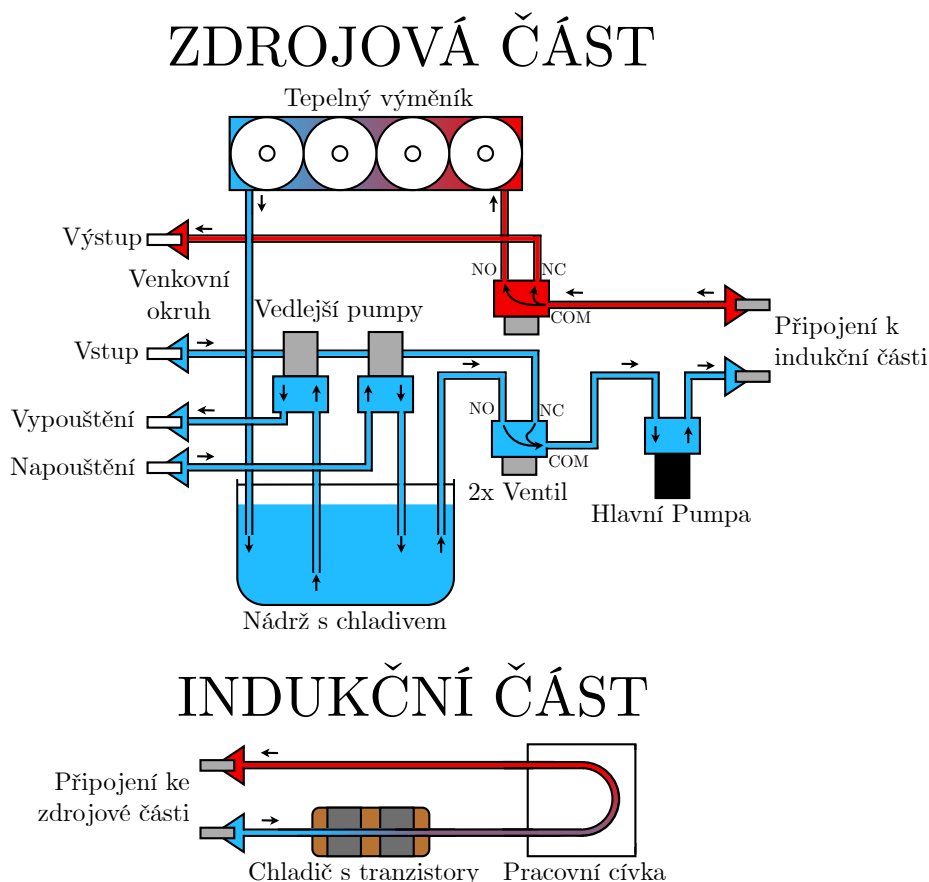 ZDROJOVÁ ČÁST
Tepelný výměník
Výstup
Venkovní
okruh
NO
NC
COM
Vedlejší pumpy
Připojení k
indukční části
Vstup
Vypouštění
NO
NC
COM
Napouštění
2x Ventil
Hlavní Pumpa
Nádrž s chladivem
INDUKČNÍ ČÁST
Připojení ke
zdrojové části
Chladič s tranzistory
Pracovní cívka